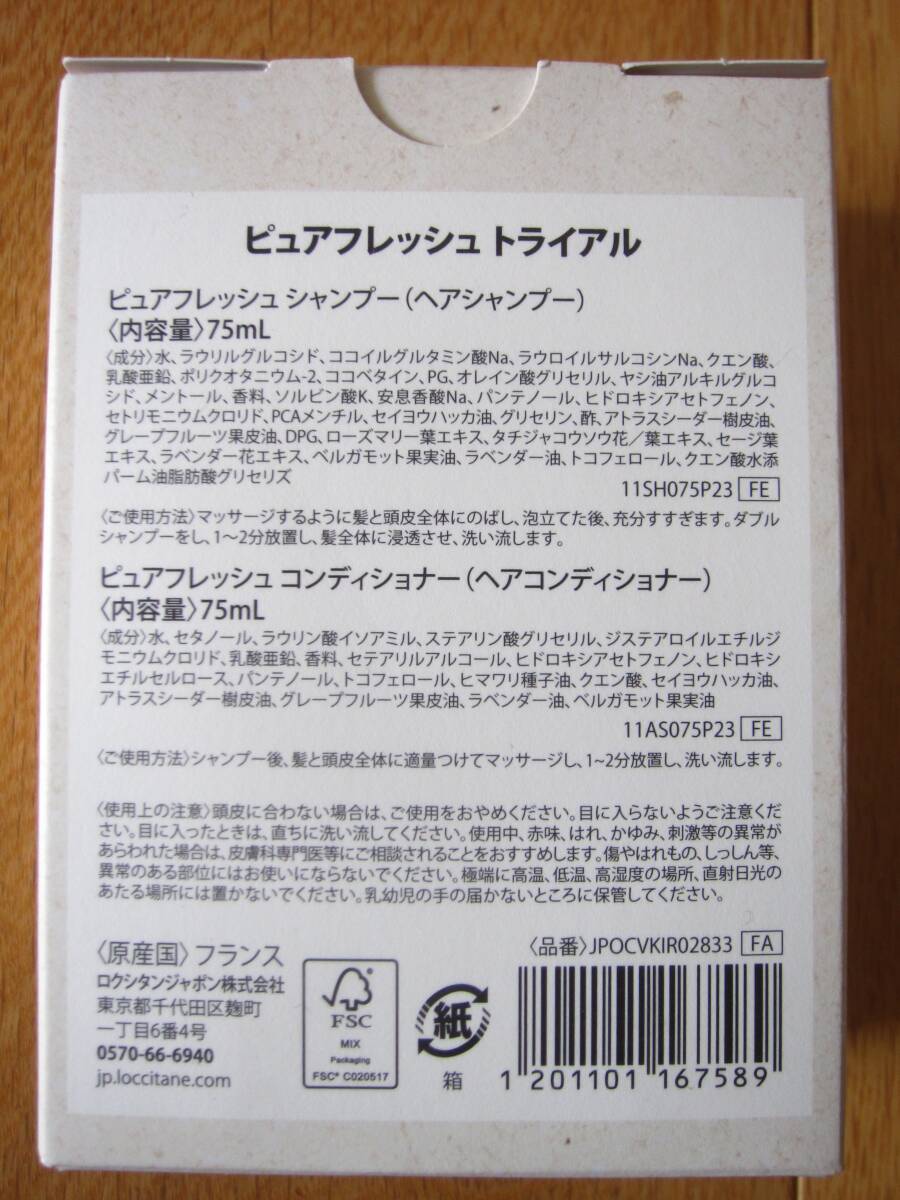 ピュアフレッシュ トライアル
ピュアフレッシュ シャンプー（ヘアシャンプー）
〈内容量〉75mL
〈成分〉水、ラウリルグルコシド、ココイルグルタミン酸Na、ラウロイルサルコシンNa、クエン酸、
乳酸亜鉛、ポリクオタニウム-2、ココベタイン、PG、オレイン酸グリセリル、ヤシ油アルキルグルコ
シド、メントール、香料、ソルビン酸K、安息香酸Na、パンテノール、ヒドロキシアセトフェノン、
セトリモニウムクロリド、PCAメンチル、セイヨウハッカ油、グリセリン、酢、アトラスシーダー樹皮油、
グレープフルーツ果皮油、DPG、ローズマリー葉エキス、タチジャコウソウ花／葉エキス、セージ葉
エキス、ラベンダー花エキス、ベルガモット果実油、ラベンダー油、トコフェロール、クエン酸水添
パーム油脂肪酸グリセリズ
11SH075P23 FE
〈ご使用方法〉マッサージするように髪と頭皮全体にのばし、泡立てた後、充分すすぎます。ダブル
シャンプーをし、1〜2分放置し、髪全体に浸透させ、洗い流します。
ピュアフレッシュ コンディショナー（ヘアコンディショナー）
〈内容量〉75mL
〈成分〉水、セタノール、ラウリン酸イソアミル、ステアリン酸グリセリル、ジステアロイルエチルジ
モニウムクロリド、乳酸亜鉛、香料、セテアリルアルコール、ヒドロキシアセトフェノン、ヒドロキシ
エチルセルロース、パンテノール、トコフェロール、ヒマワリ種子油、クエン酸、セイヨウハッカ油、
アトラスシーダー樹皮油、グレープフルーツ果皮油、ラベンダー油、ベルガモット果実油
11AS075P23 FE
〈ご使用方法〉シャンプー後、髪と頭皮全体に適量つけてマッサージし、1~2分放置し、洗い流します。
〈使用上の注意〉頭皮に合わない場合は、ご使用をおやめください。目に入らないようご注意くだ
さい。目に入ったときは、直ちに洗い流してください。使用中、赤味、はれ、かゆみ、刺激等の異常が
あらわれた場合は、皮膚科専門医等にご相談されることをおすすめします。傷やはれもの、しっしん等、
異常のある部位にはお使いにならないでください。極端に高温、低温、高湿度の場所、直射日光の
あたる場所には置かないでください。乳幼児の手の届かないところに保管してください。
〈原産国〉フランス
ロクシタンジャポン株式会社
東京都千代田区麹町
一丁目6番4号
0570-66-6940
jp.loccitane.com
FSC
MIX
Packaging
FSC® C020517
紙
箱
〈品番〉JPOCVKIR02833 FA
1 201101 167589